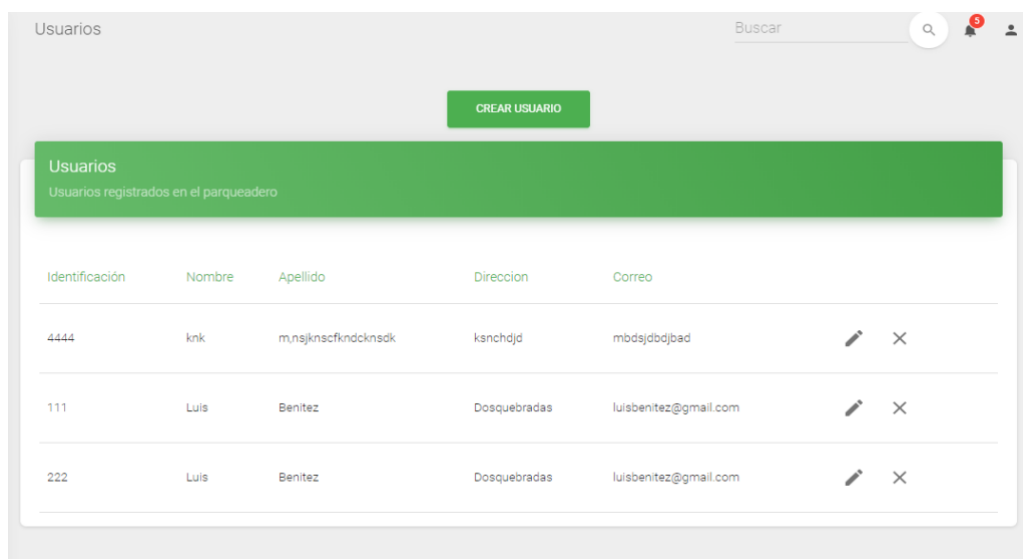 Usuarios Buscar 5
CREAR USUARIO
Usuarios
Usuarios registrados en el parqueadero
Identificación Nombre Apellido Direccion Correo
4444 knk m,nsjknscfkndcknsdk ksnchdjd mbdsjdbdjbad
111 Luis Benitez Dosquebradas luisbenitez@gmail.com
222 Luis Benitez Dosquebradas luisbenitez@gmail.com